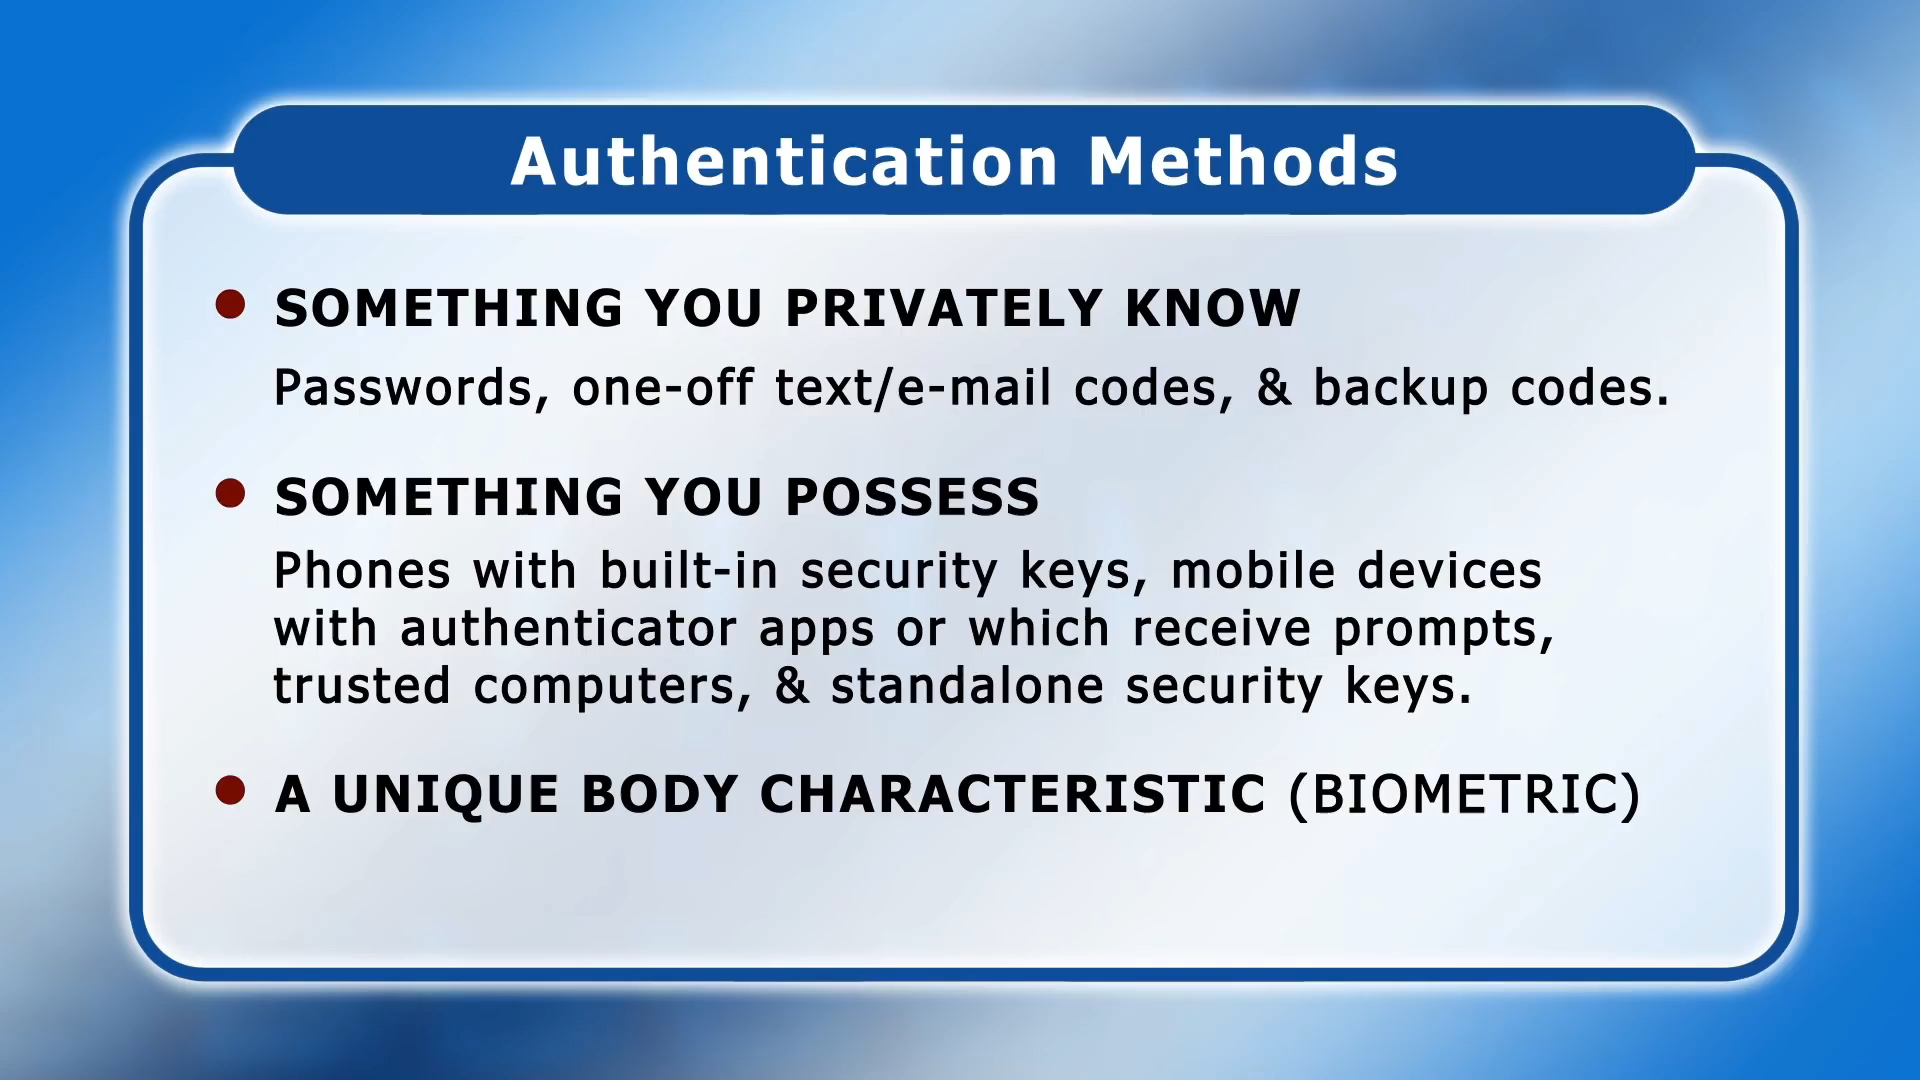 Authentication Methods
SOMETHING YOU PRIVATELY KNOW
Passwords, one-off text/e-mail codes, & backup codes.
SOMETHING YOU POSSESS
Phones with built-in security keys, mobile devices
with authenticator apps or which receive prompts,
trusted computers, & standalone security keys.
A UNIQUE BODY CHARACTERISTIC (BIOMETRIC)